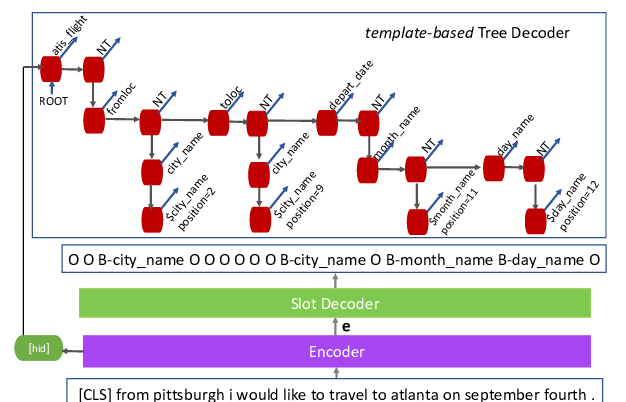 template-based Tree Decoder
atis_flight
NT
ROOT
fromloc
NT
toloc
NT
depart_date
NT
city_name
city_name
month_name
NT
day_name
NT
$city_name
position=2
$city_name
position=9
$month_name
position=11
$day_name
position=12
O O B-city_name O O O O O O B-city_name O B-month_name B-day_name O
Slot Decoder
e
[hid]
Encoder
[CLS] from pittsburgh i would like to travel to atlanta on september fourth .